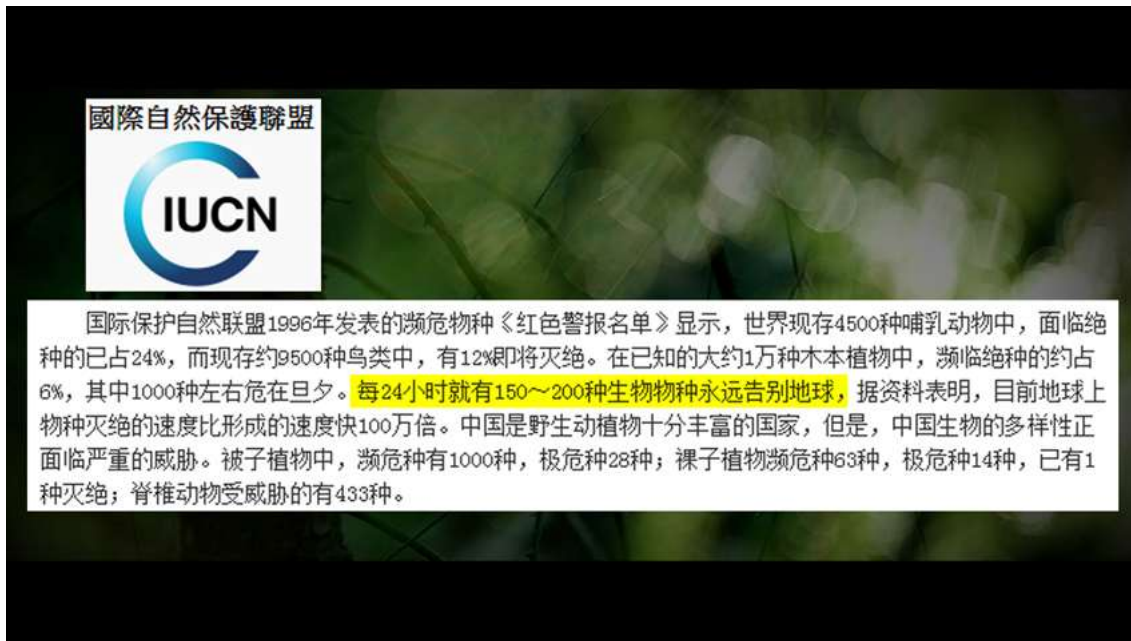 國際自然保護聯盟
IUCN
国际保护自然联盟1996年发表的濒危物种《红色警报名单》显示，世界现存4500种哺乳动物中，面临绝
种的已占24%，而现存约9500种鸟类中，有12%即将灭绝。在已知的大约1万种木本植物中，濒临绝种的约占
6%，其中1000种左右危在旦夕。每24小时就有150～200种生物物种永远告别地球，据资料表明，目前地球上
物种灭绝的速度比形成的速度快100万倍。中国是野生动植物十分丰富的国家，但是，中国生物的多样性正
面临严重的威胁。被子植物中，濒危种有1000种，极危种28种；裸子植物濒危种63种，极危种14种，已有1
种灭绝；脊椎动物受威胁的有433种。